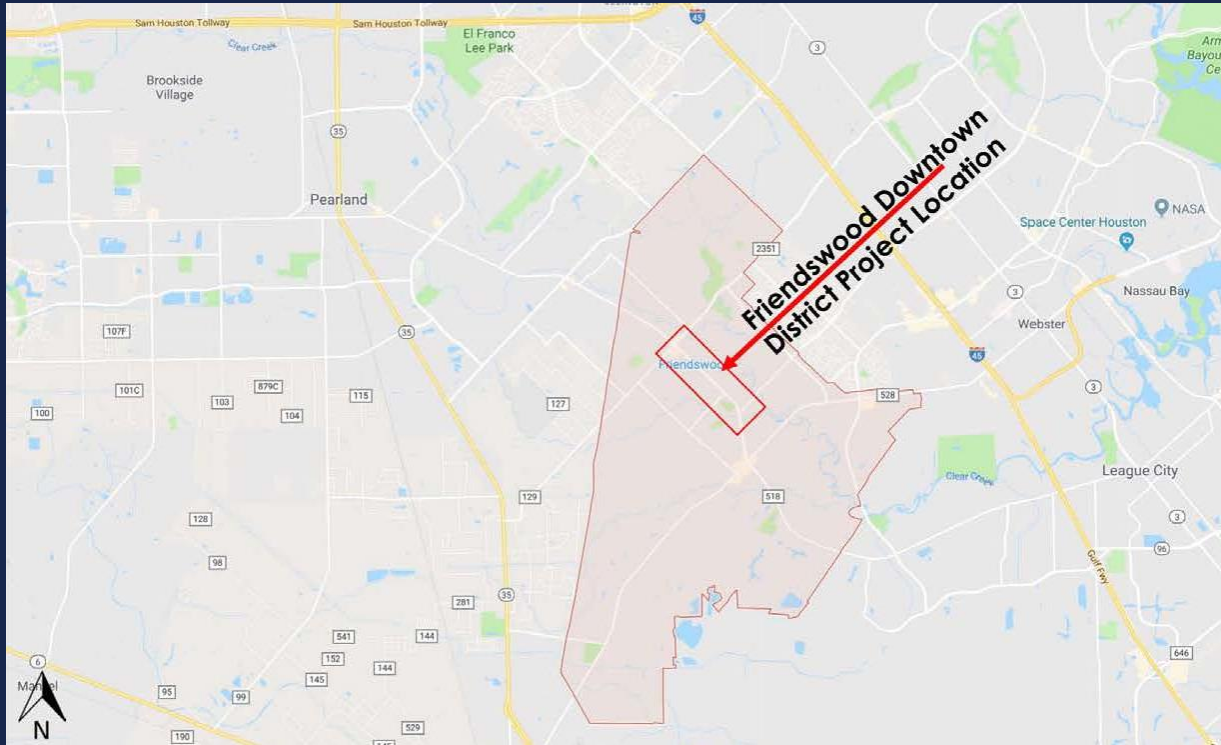 45
Sam Houston Tollway
Sam Houston Tollway
El Franco
Lee Park
Clear Creek
3
Brookside
Village
35
Pearland
Friendswood Downtown
District Project Location
2351
NASA
Space Center Houston
3
Nassau Bay
Webster
107F
35
45
101C
879C
115
103
104
100
127
528
3
League City
Clear Creek
129
518
128
3
96
98
Gulf Fwy
281
35
541
144
152
144
145
646
6
95
99
190
529
N